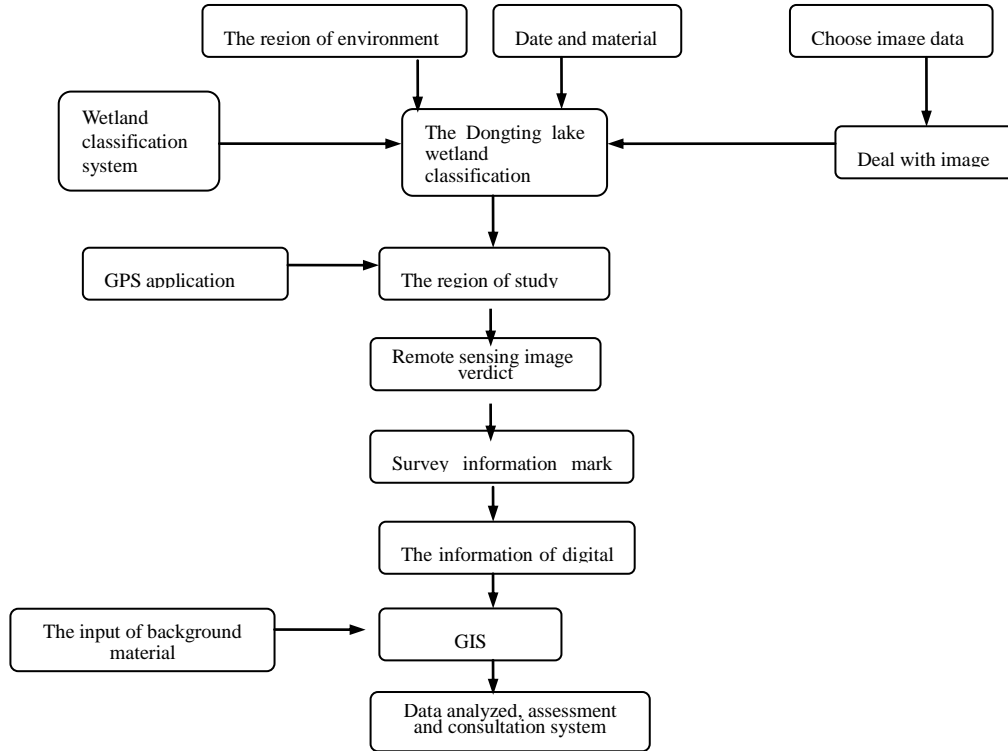 The region of environment
Date and material
Choose image data
Wetland
classification
system
The Dongting lake
wetland
classification
Deal with image
GPS application
The region of study
Remote sensing image
verdict
Survey information mark
The information of digital
The input of background
material
GIS
Data analyzed, assessment
and consultation system